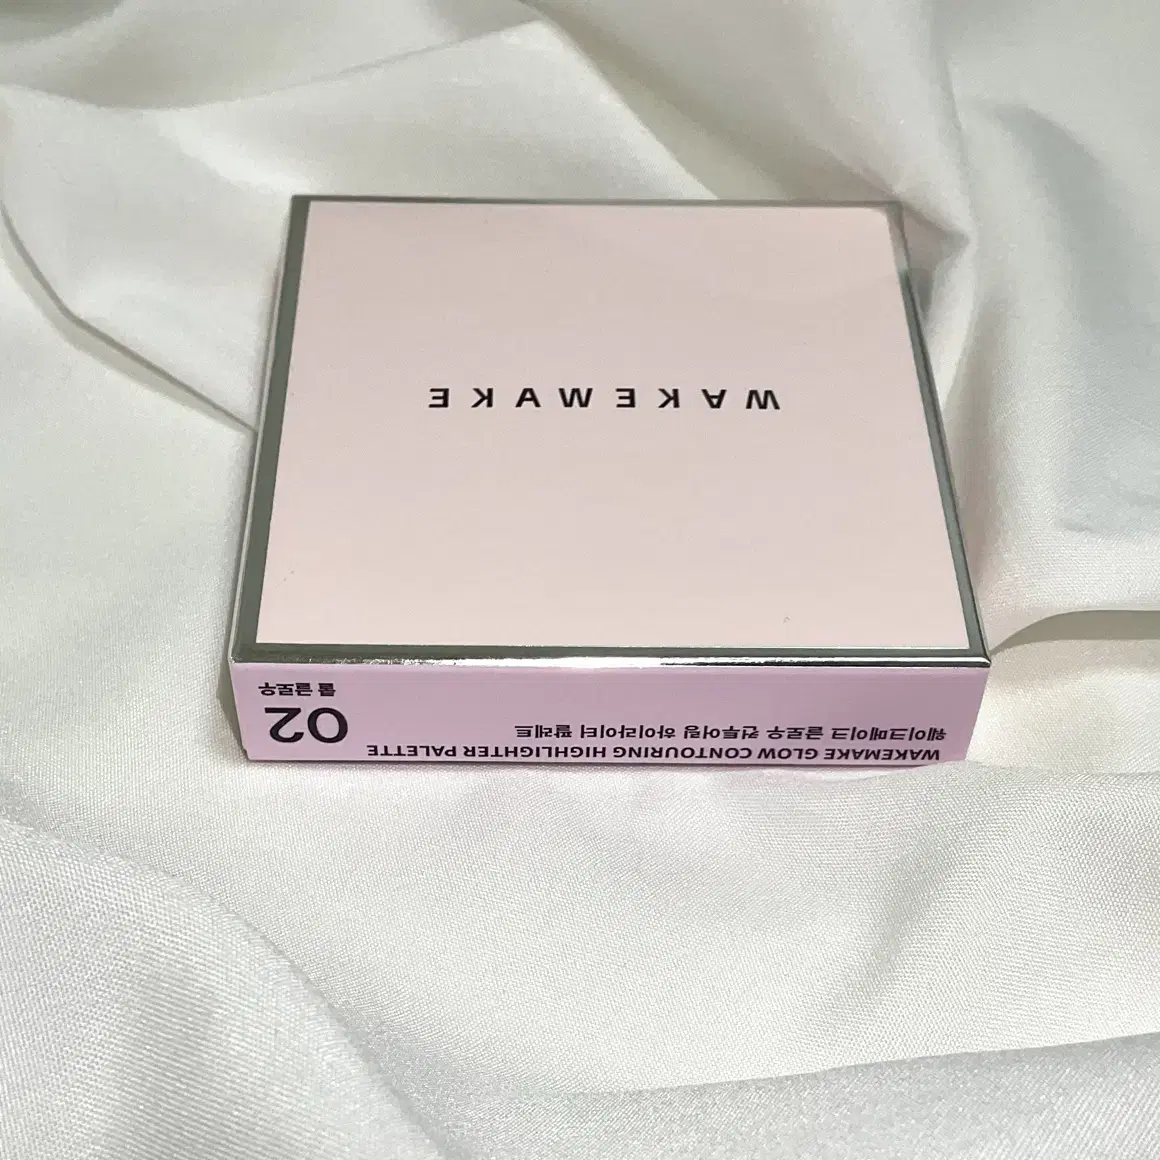 WAKEMAKE
WAKEMAKE GLOW CONTOURING HIGHLIGHTER PALETTE
웨이크메이크 글로우 컨투어링 하이라이터 팔레트
02
쿨 글로우